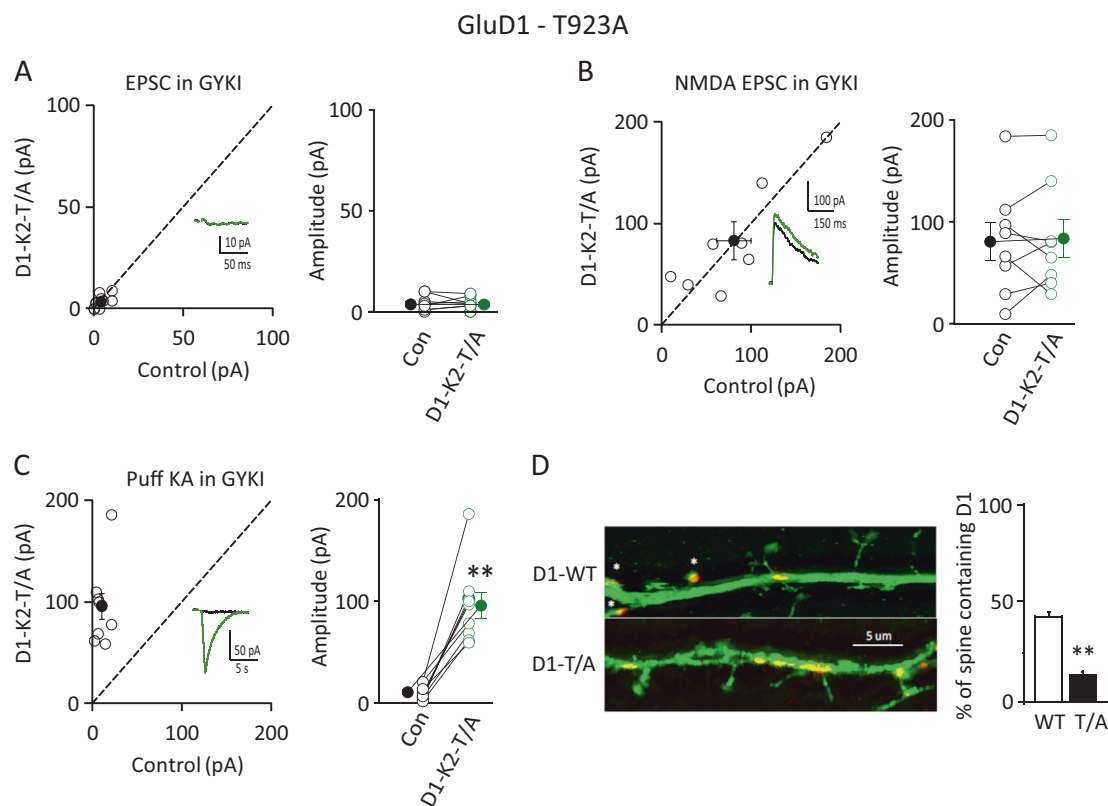 GluD1 - T923A
A
EPSC in GYKI
D1-K2-T/A (pA)
100
50
0
0
50
100
Control (pA)
10 pA
50 ms
Amplitude (pA)
100
50
0
Con
D1-K2-T/A
B
NMDA EPSC in GYKI
D1-K2-T/A (pA)
200
100
0
0
100
200
Control (pA)
100 pA
150 ms
Amplitude (pA)
200
100
0
Con
D1-K2-T/A
C
Puff KA in GYKI
D1-K2-T/A (pA)
200
100
0
0
100
200
Control (pA)
50 pA
5 s
Amplitude (pA)
200
100
0
**
Con
D1-K2-T/A
D
D1-WT
*
*
*
D1-T/A
5 um
% of spine containing D1
100
50
0
**
WT
T/A